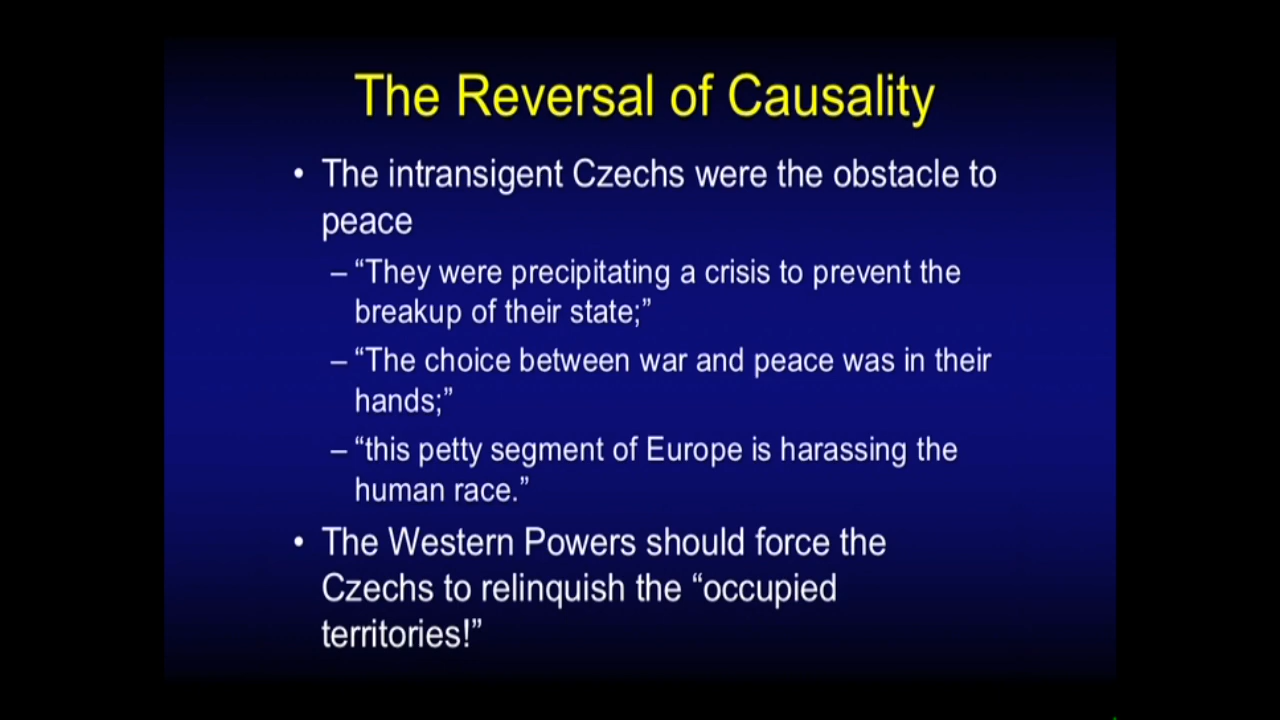 The Reversal of Causality
• The intransigent Czechs were the obstacle to
peace
– “They were precipitating a crisis to prevent the
breakup of their state;”
– “The choice between war and peace was in their
hands;”
– “this petty segment of Europe is harassing the
human race.”
• The Western Powers should force the
Czechs to relinquish the “occupied
territories!”